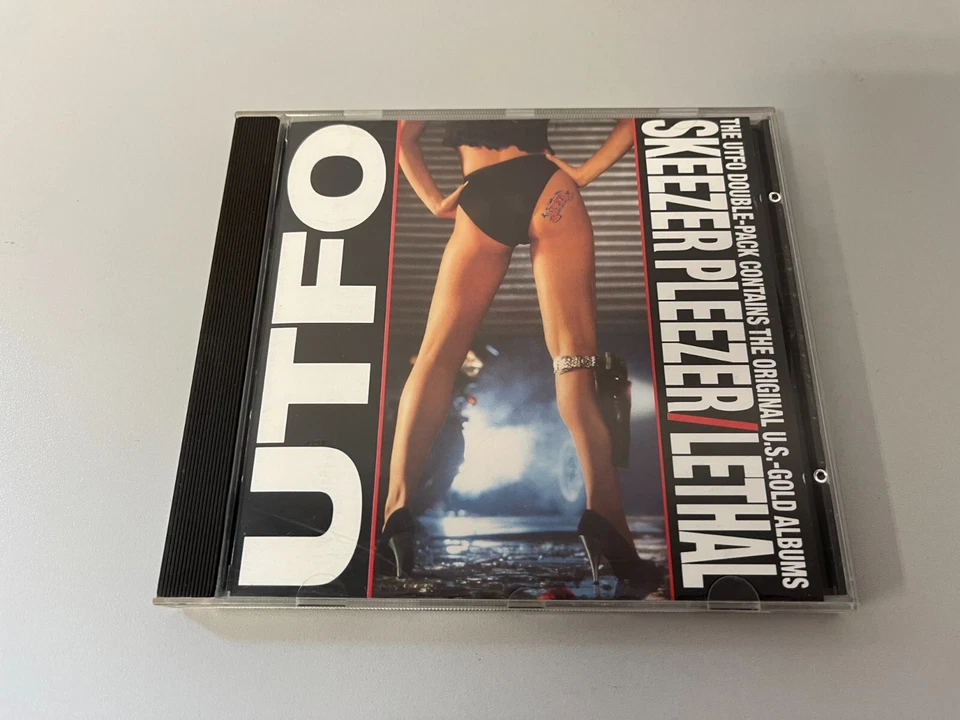 UTFO
THE UTFO DOUBLE-PACK CONTAINS THE ORIGINAL U.S.-GOLD ALBUMS
SKEEZER PLEEZER/LETHAL